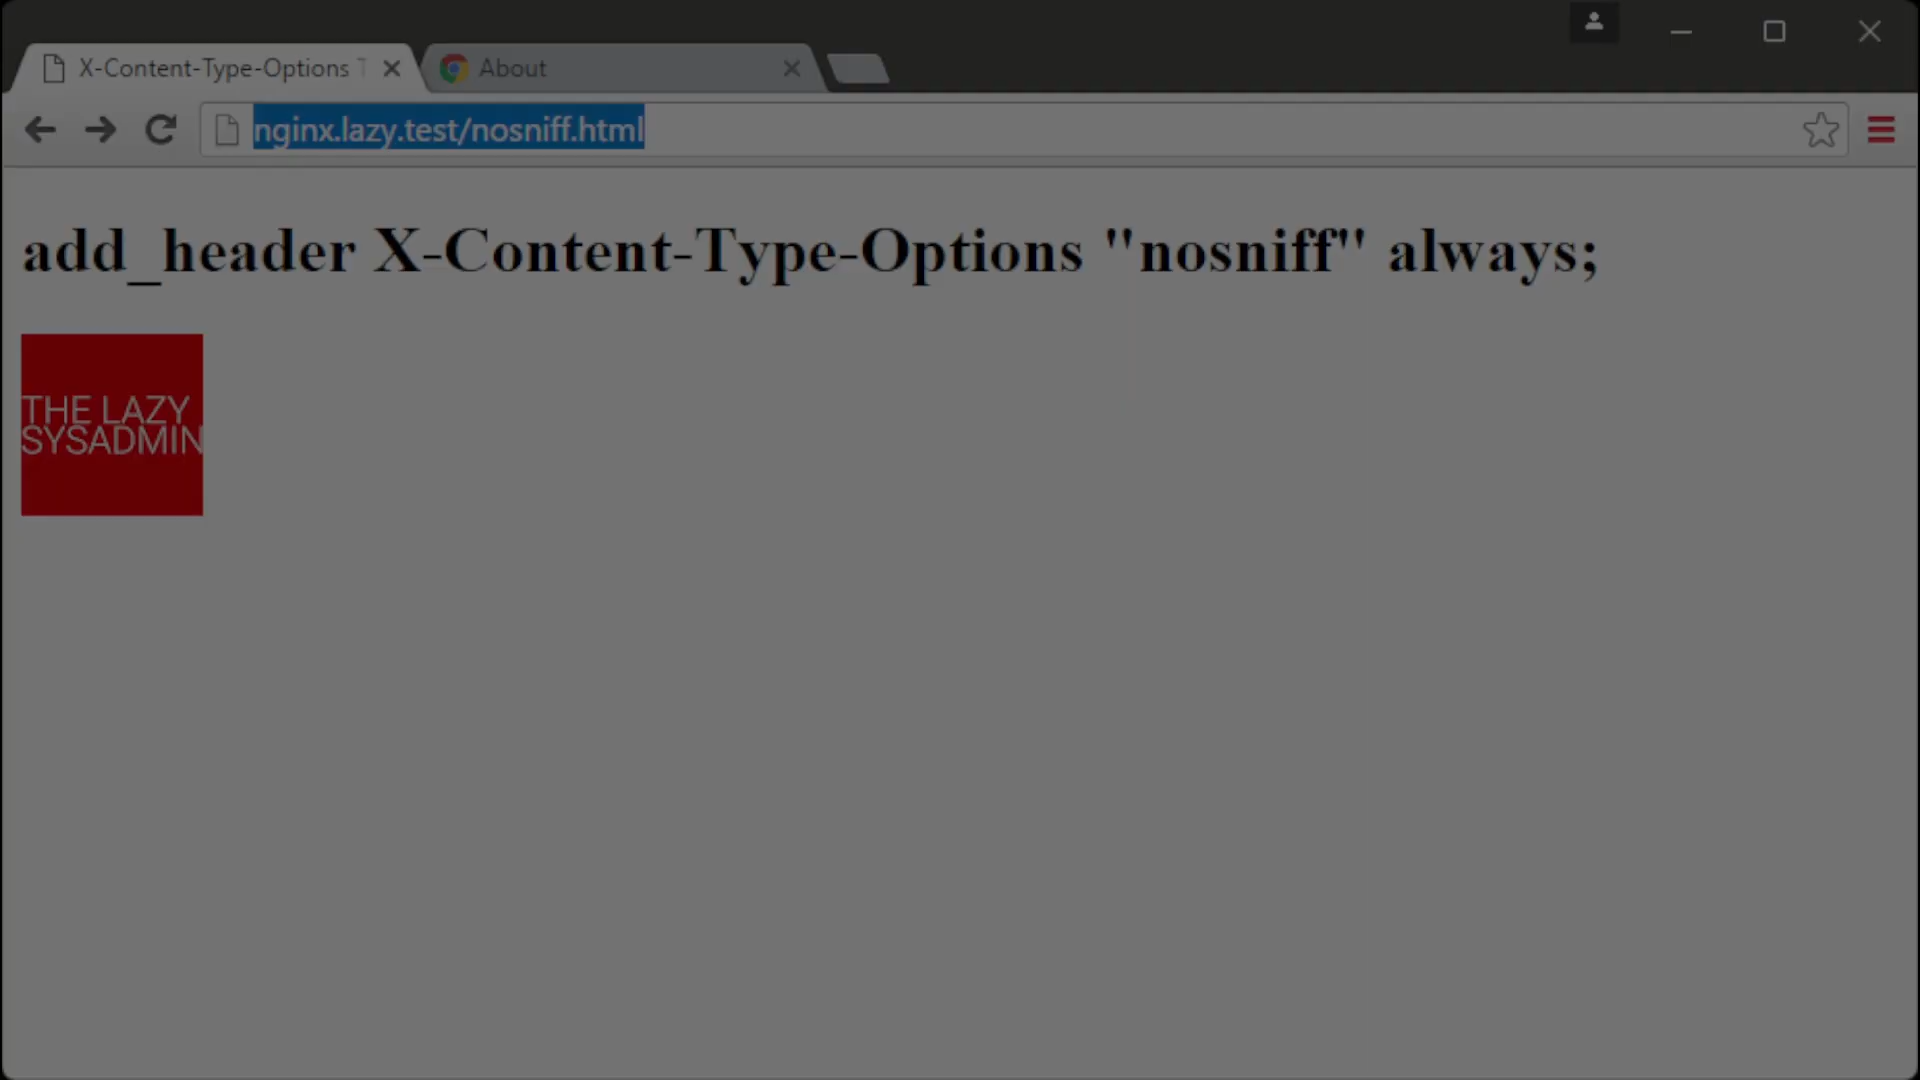 X-Content-Type-Options T
About
nginx.lazy.test/nosniff.html
add_header X-Content-Type-Options "nosniff" always;
THE LAZY
SYSADMIN